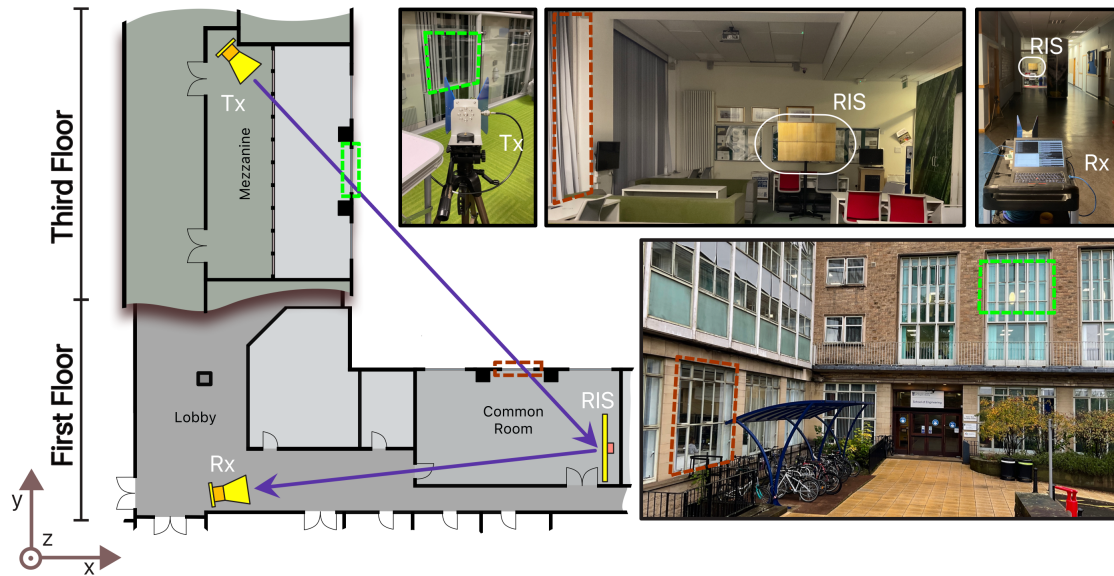 Third Floor
First Floor
Tx
Mezzanine
Lobby
Rx
Common
Room
RIS
y
z
x
Tx
RIS
RIS
Rx